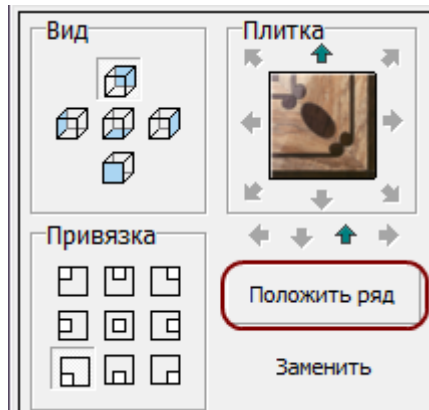 Вид
Плитка
Привязка
Положить ряд
Заменить